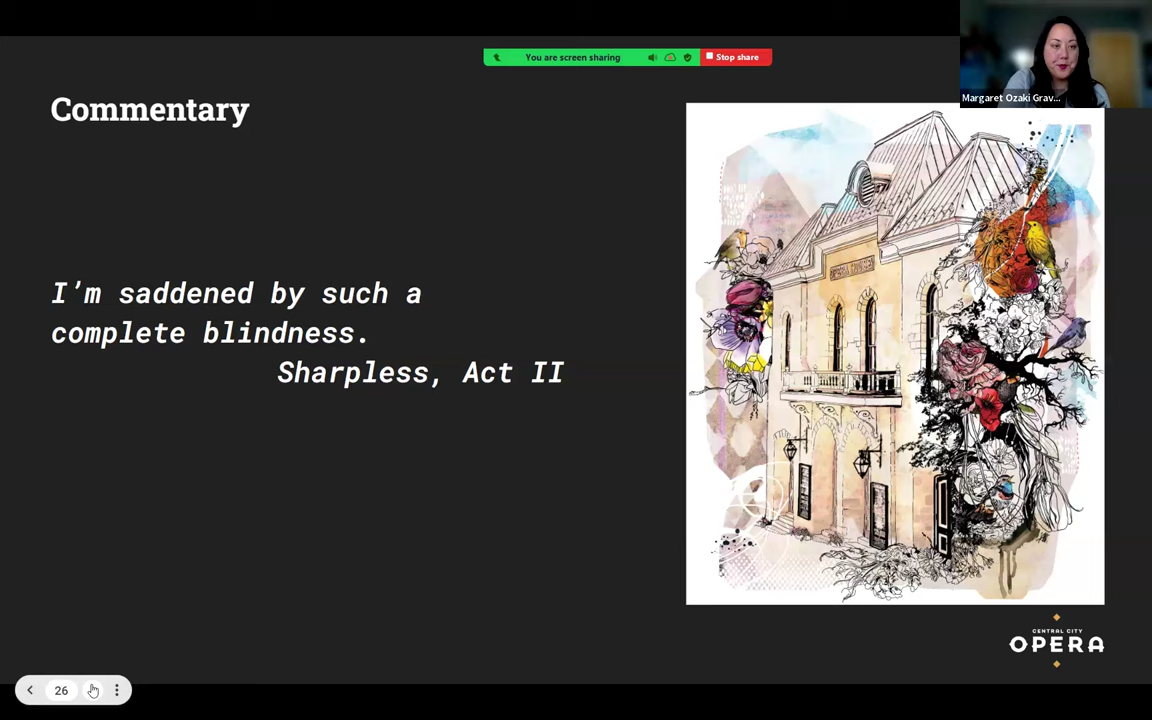 You are screen sharing
Stop share
Margaret Ozaki Grav...
Commentary
I'm saddened by such a
complete blindness.
Sharpless, Act II
CENTRAL CITY
OPERA
26